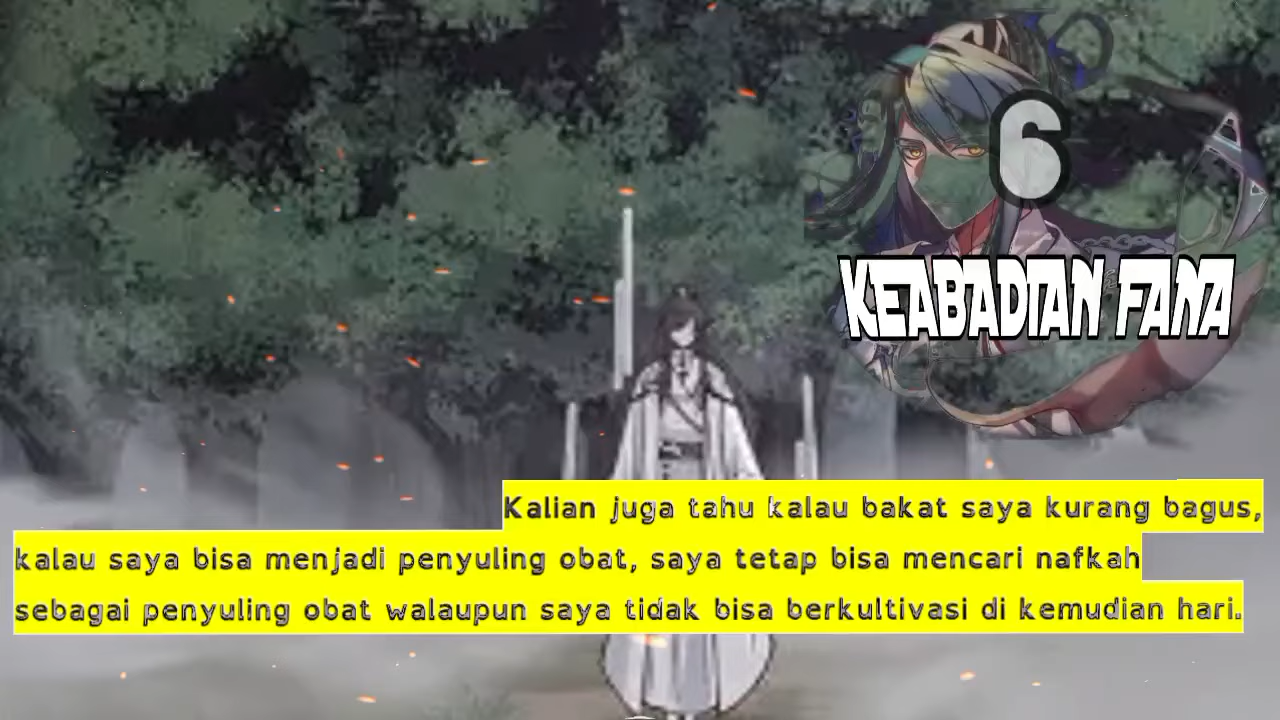 6
KEABADIAN FANA
Kalian juga tahu kalau bakat saya kurang bagus,
kalau saya bisa menjadi penyuling obat, saya tetap bisa mencari nafkah
sebagai penyuling obat walaupun saya tidak bisa berkultivasi di kemudian hari.